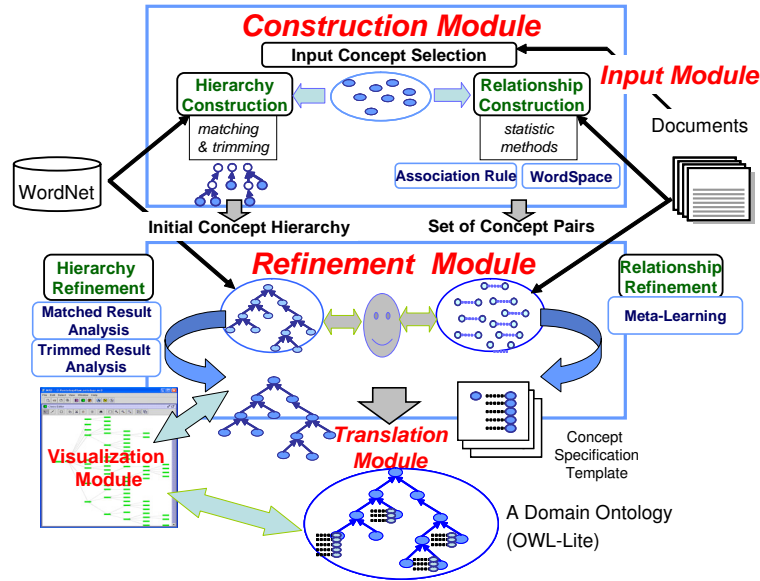 Construction Module
Input Concept Selection
Input Module
Hierarchy
Construction
Relationship
Construction
matching
& trimming
statistic
methods
Documents
WordNet
Association Rule
WordSpace
Initial Concept Hierarchy
Set of Concept Pairs
Refinement Module
Hierarchy
Refinement
Relationship
Refinement
Matched Result
Analysis
Meta-Learning
Trimmed Result
Analysis
Translation
Module
Concept
Specification
Template
Visualization
Module
A Domain Ontology
(OWL-Lite)